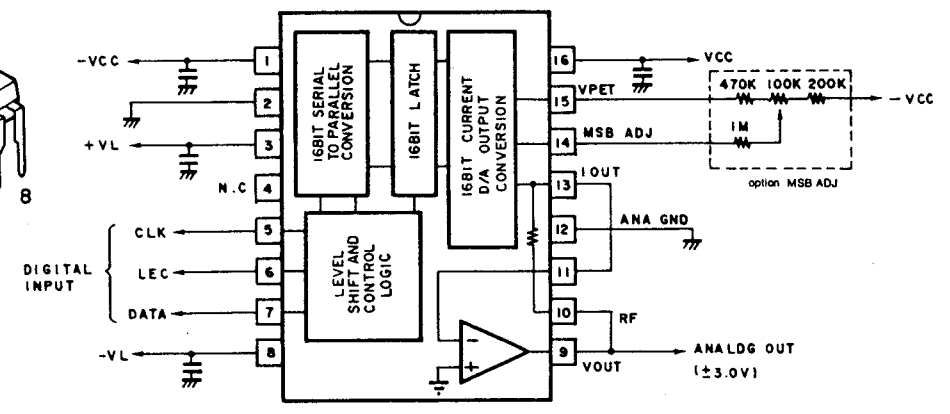 8
-VCC
1
2
+VL
3
N.C
4
DIGITAL
INPUT
CLK
5
LEC
6
DATA
7
-VL
8
16BIT SERIAL
TO PARALLEL
CONVERSION
16BIT LATCH
16BIT CURRENT
D/A OUTPUT
CONVERSION
LEVEL
SHIFT AND
CONTROL
LOGIC
-
+
16
VCC
15
VPET
14
MSB ADJ
13
IOUT
12
ANA GND
11
10
RF
9
VOUT
470K 100K 200K
1M
-VCC
option MSB ADJ
ANALDG OUT
(±3.0V)